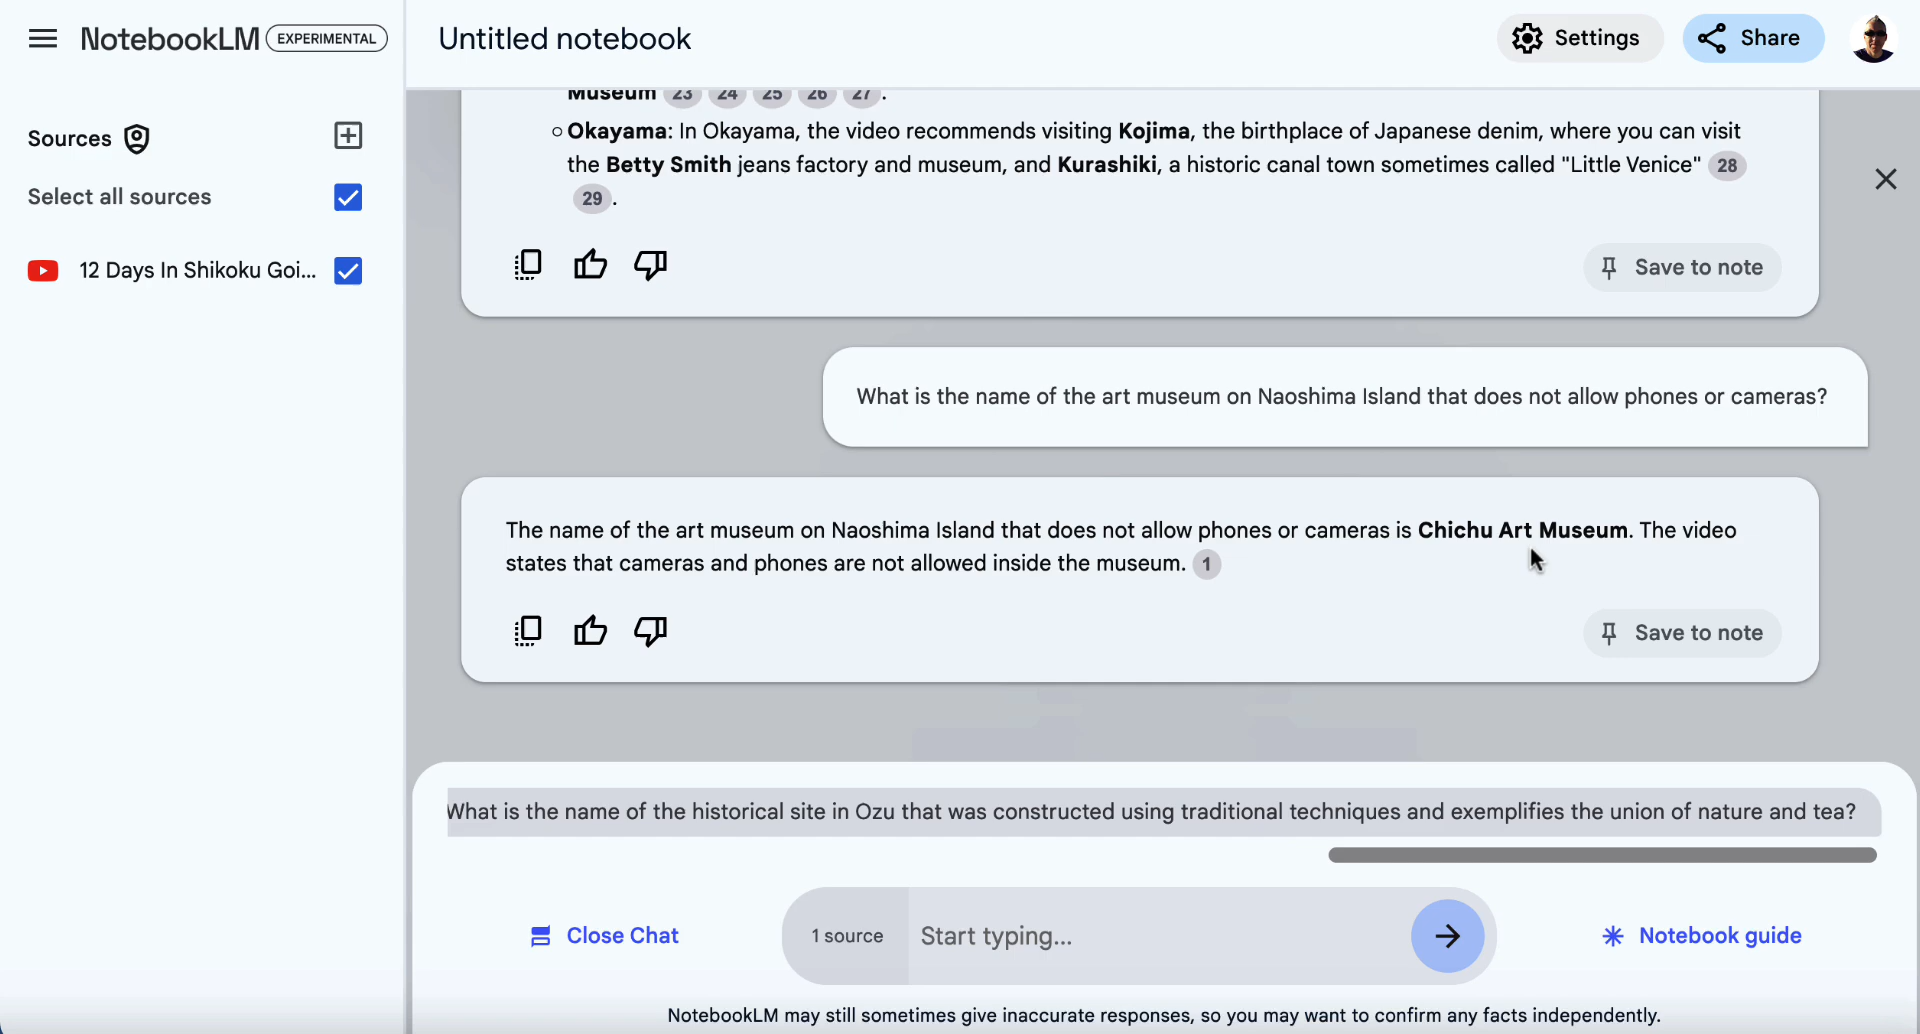 NotebookLM EXPERIMENTAL
Untitled notebook
Settings
Share
Sources
Select all sources
12 Days In Shikoku Goi...
Museum 23 24 25 26 27 .
Okayama: In Okayama, the video recommends visiting Kojima, the birthplace of Japanese denim, where you can visit
the Betty Smith jeans factory and museum, and Kurashiki, a historic canal town sometimes called "Little Venice" 28
29 .
Save to note
What is the name of the art museum on Naoshima Island that does not allow phones or cameras?
The name of the art museum on Naoshima Island that does not allow phones or cameras is Chichu Art Museum. The video
states that cameras and phones are not allowed inside the museum. 1
Save to note
What is the name of the historical site in Ozu that was constructed using traditional techniques and exemplifies the union of nature and tea?
Close Chat
1 source
Start typing...
Notebook guide
NotebookLM may still sometimes give inaccurate responses, so you may want to confirm any facts independently.